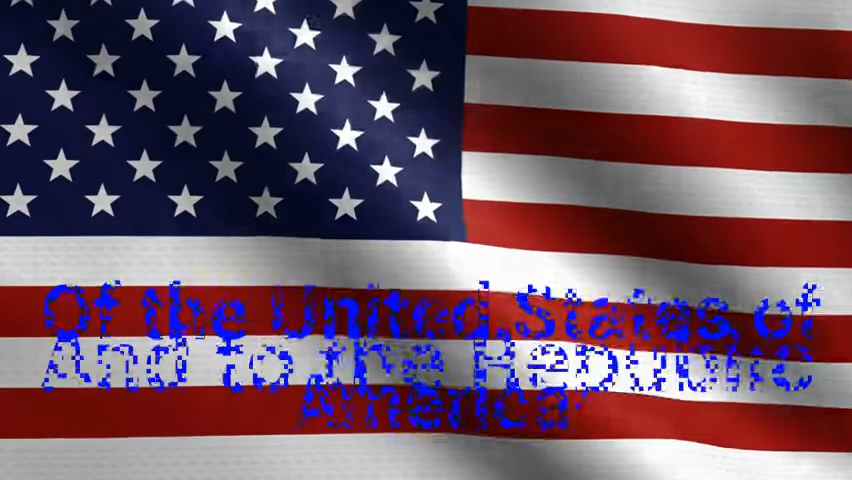 Of the United States of
And to the Republic
America